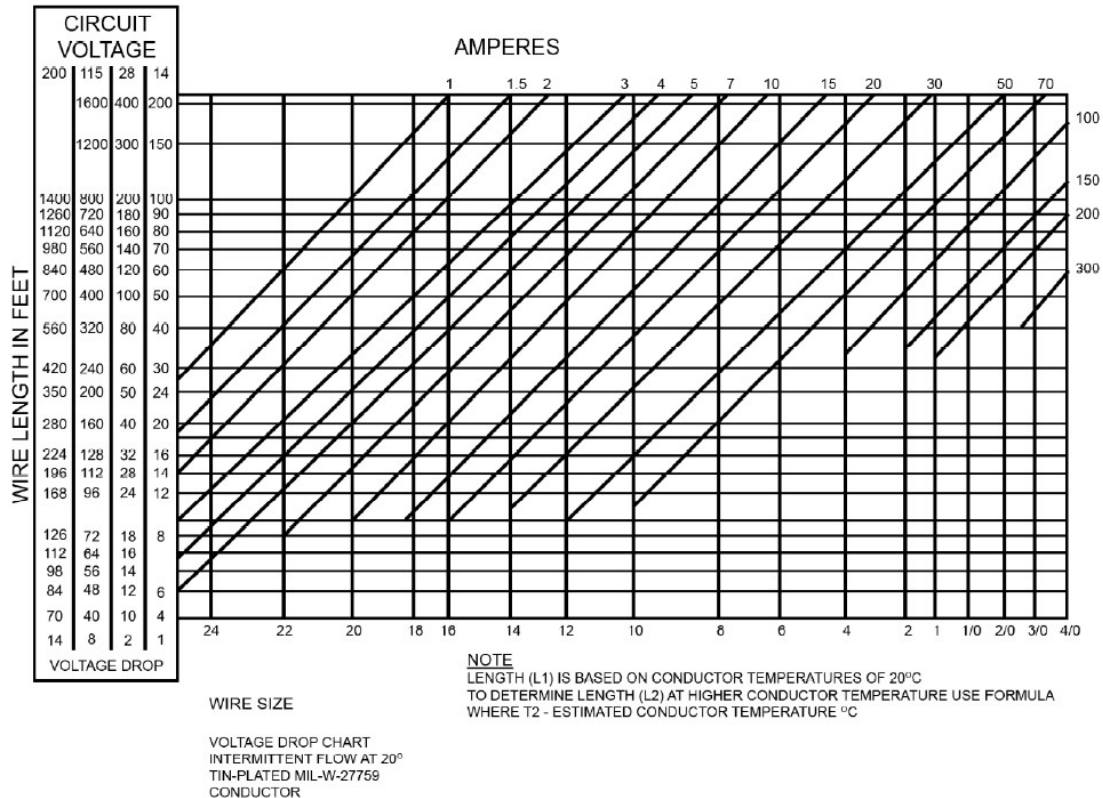 CIRCUIT
VOLTAGE
AMPERES
200 115 28 14
1 1.5 2 3 4 5 7 10 15 20 30 50 70
1600 400 200
100
1200 300 150
150
1400 800 200 100
1260 720 180 90
200
1120 640 160 80
980 560 140 70
840 480 120 60
300
700 400 100 50
560 320 80 40
420 240 60 30
350 200 50 24
280 160 40 20
224 128 32 16
196 112 28 14
168 96 24 12
126 72 18 8
112 64 16
98 56 14
84 48 12 6
70 40 10 4
14 8 2 1
WIRE LENGTH IN FEET
24 22 20 18 16 14 12 10 8 6 4 2 1 1/0 2/0 3/0 4/0
VOLTAGE DROP
NOTE
LENGTH (L1) IS BASED ON CONDUCTOR TEMPERATURES OF 20°C
TO DETERMINE LENGTH (L2) AT HIGHER CONDUCTOR TEMPERATURE USE FORMULA
WHERE T2 - ESTIMATED CONDUCTOR TEMPERATURE °C
WIRE SIZE
VOLTAGE DROP CHART
INTERMITTENT FLOW AT 20°
TIN-PLATED MIL-W-27759
CONDUCTOR